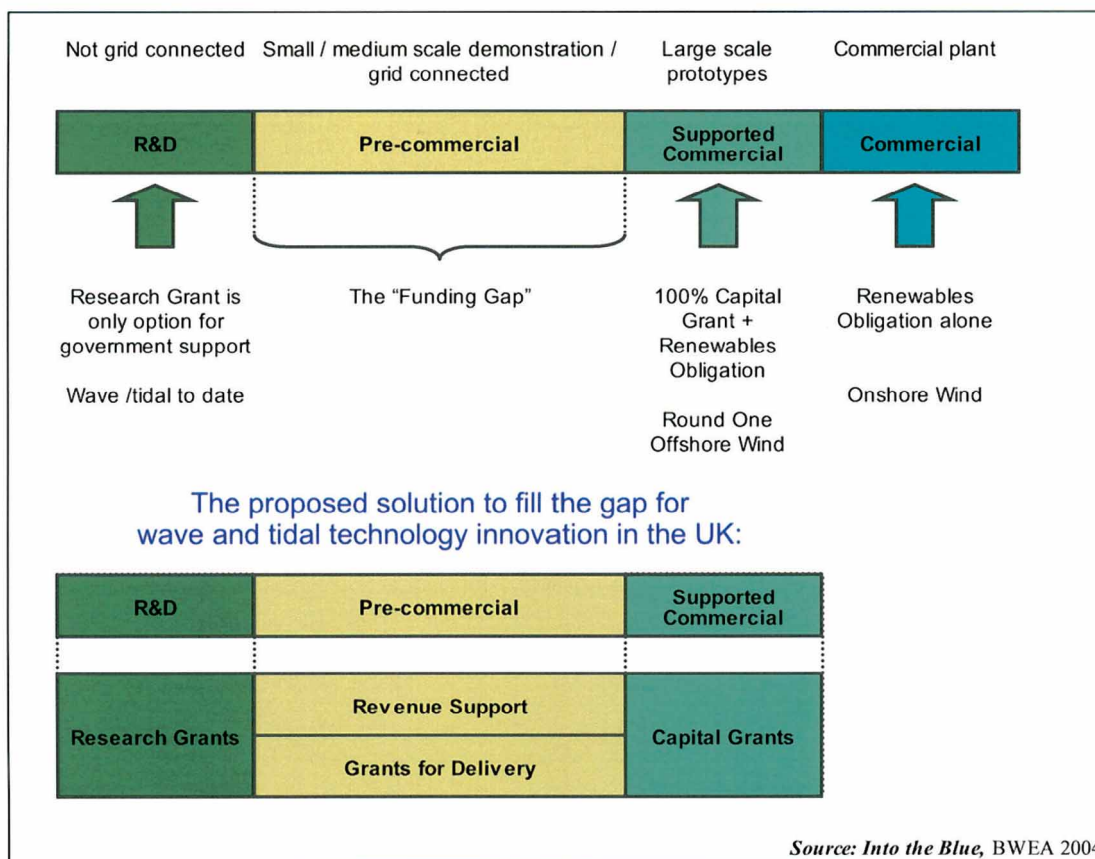 Not grid connected
Small / medium scale demonstration /
grid connected
Large scale
prototypes
Commercial plant
R&D
Pre-commercial
Supported
Commercial
Commercial
Research Grant is
only option for
government support
Wave /tidal to date
The “Funding Gap”
100% Capital
Grant +
Renewables
Obligation
Round One
Offshore Wind
Renewables
Obligation alone
Onshore Wind
The proposed solution to fill the gap for
wave and tidal technology innovation in the UK:
R&D
Pre-commercial
Supported
Commercial
Research Grants
Revenue Support
Grants for Delivery
Capital Grants
Source: Into the Blue, BWEA 2004